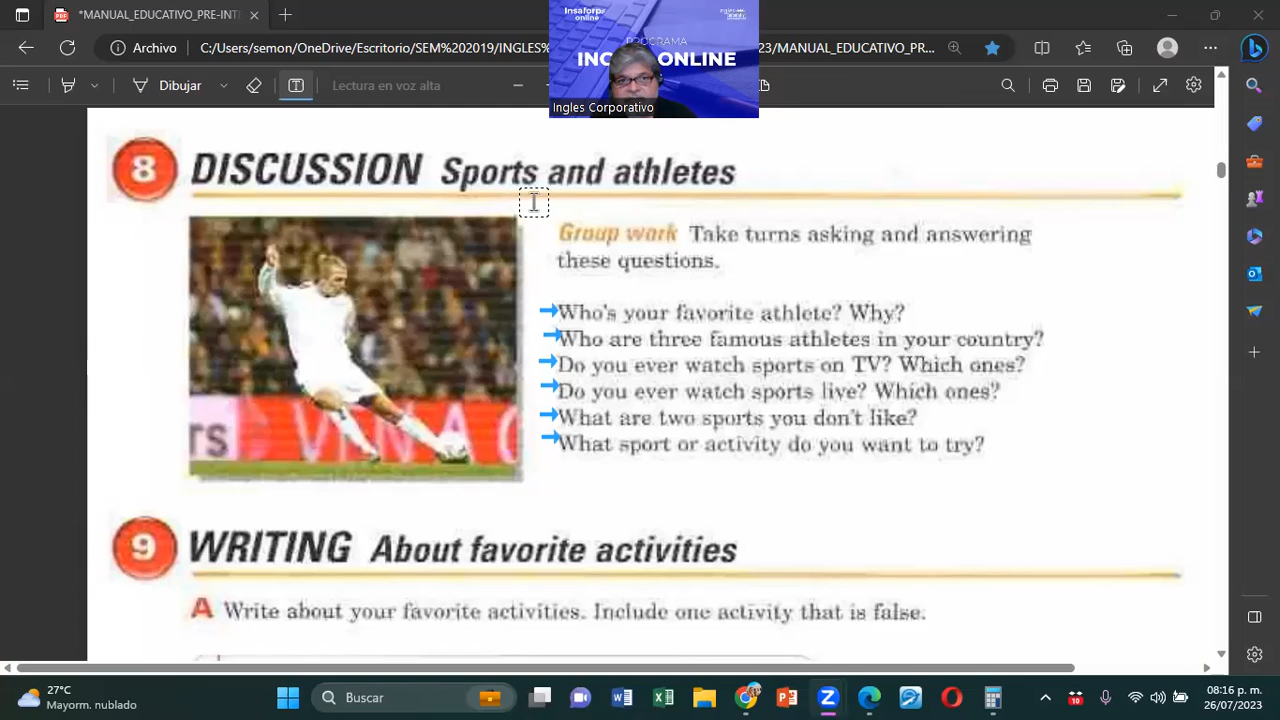 *MANUAL_EDUCATIVO_PRE-INT
Insaforp online
PROGRAMA
ONLINE
Ingles Corporativo
Archivo
C:/Users/semon/OneDrive/Escritorio/SEM%202019/INGLES%
23/MANUAL_EDUCATIVO_PR...
Dibujar
Lectura en voz alta
8 DISCUSSION Sports and athletes
Group work Take turns asking and answering
these questions.
Who's your favorite athlete? Why?
Who are three famous athletes in your country?
Do you ever watch sports on TV? Which ones?
Do you ever watch sports live? Which ones?
What are two sports you don't like?
What sport or activity do you want to try?
9 WRITING About favorite activities
A Write about your favorite activities. Include one activity that is false.
27°C
Mayorm. nublado
Buscar
10
08:16 p. m.
26/07/2023